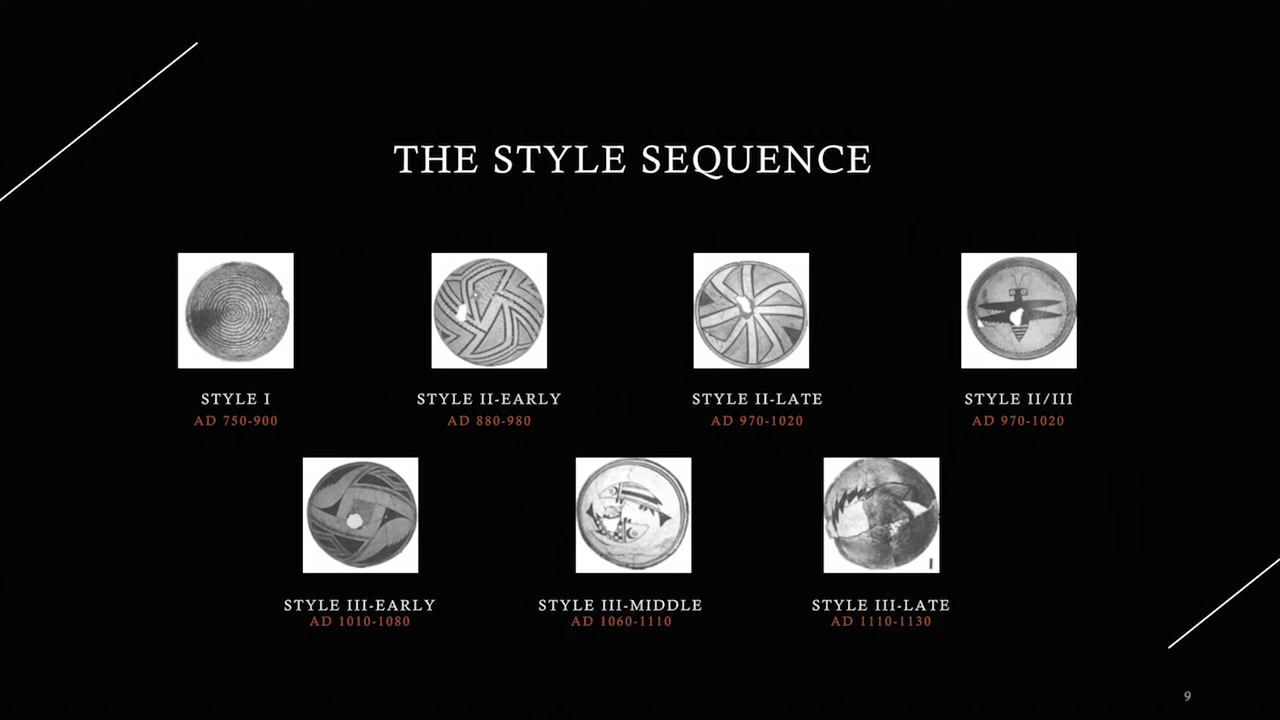 THE STYLE SEQUENCE
STYLE I
AD 750-900
STYLE II-EARLY
AD 880-980
STYLE II-LATE
AD 970-1020
STYLE II/III
AD 970-1020
STYLE III-EARLY
AD 1010-1080
STYLE III-MIDDLE
AD 1060-1110
STYLE III-LATE
AD 1110-1130
9